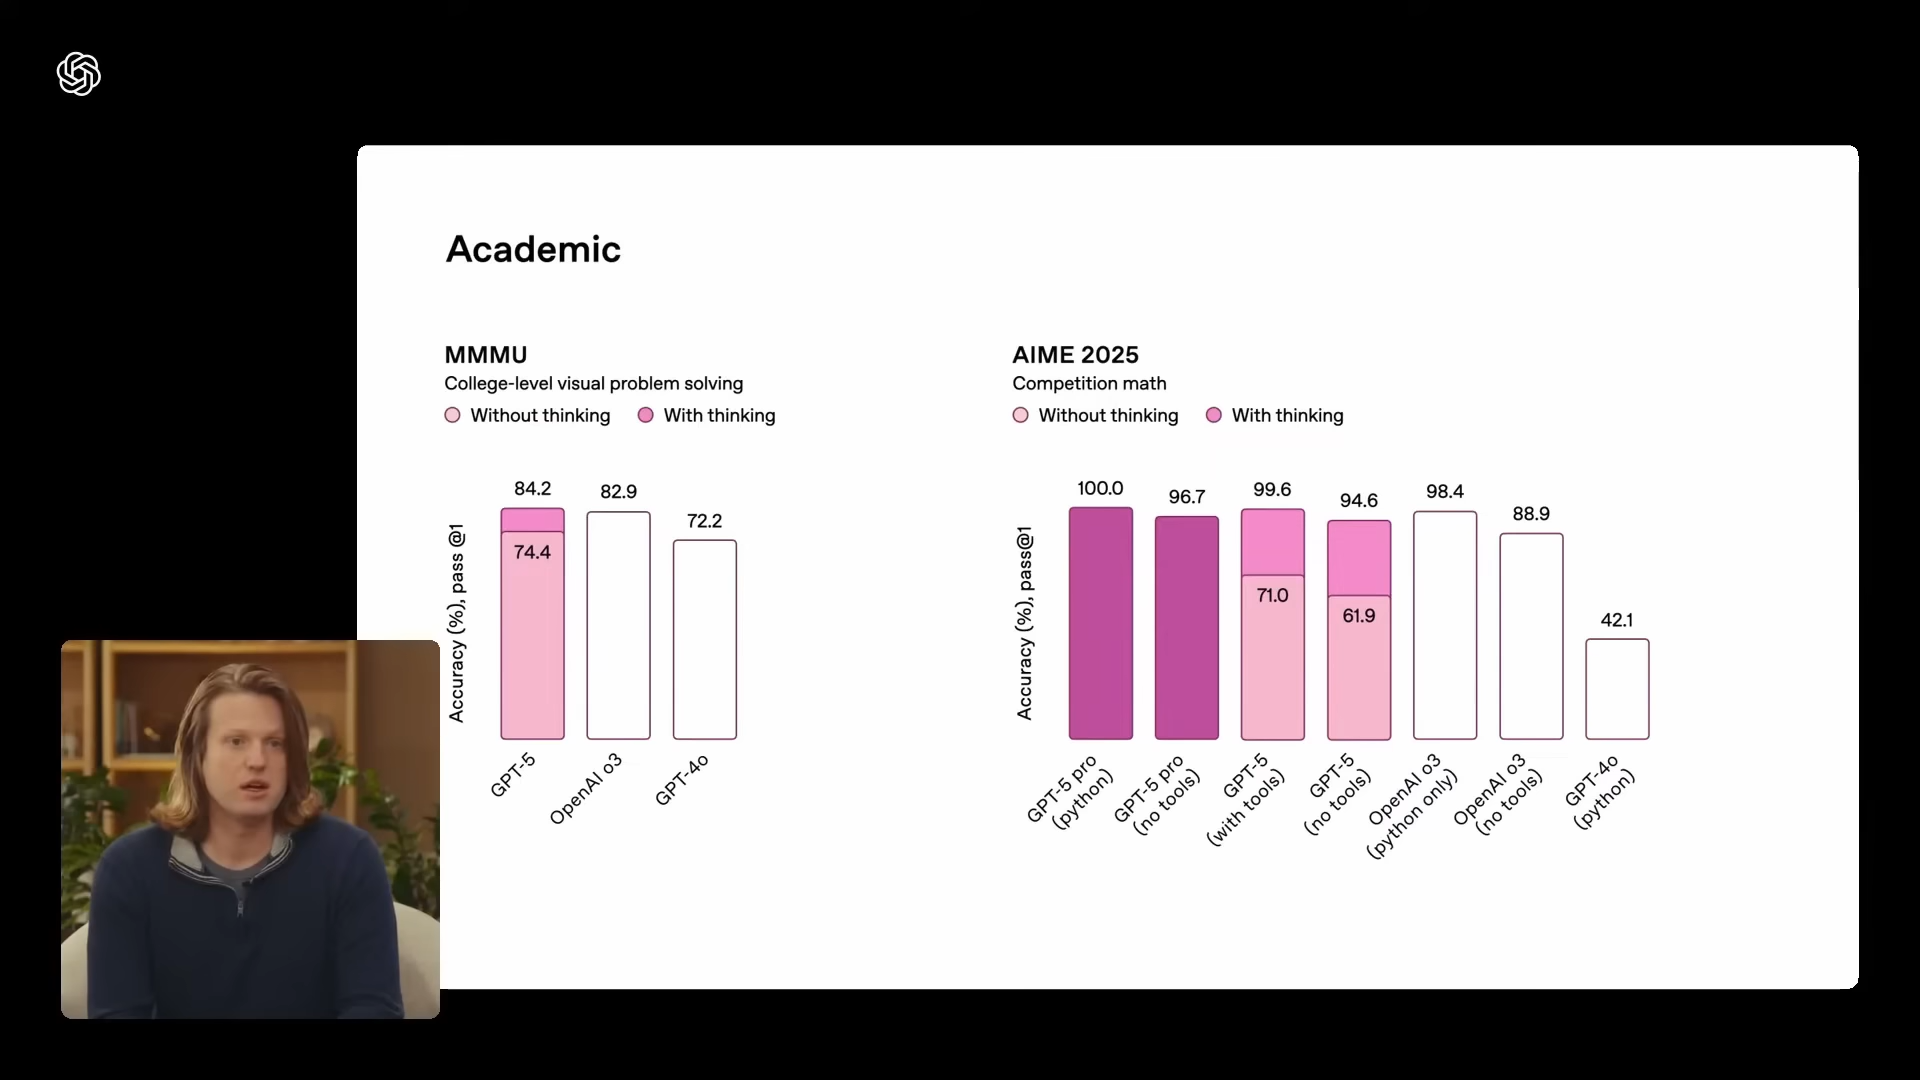 Academic
MMMU
College-level visual problem solving
Without thinking
With thinking
Accuracy (%), pass @1
84.2
74.4
82.9
72.2
GPT-5
OpenAI o3
GPT-4o
AIME 2025
Competition math
Without thinking
With thinking
Accuracy (%), pass@1
100.0
96.7
99.6
71.0
94.6
61.9
98.4
88.9
42.1
GPT-5 pro
(python)
GPT-5 pro
(no tools)
GPT-5
(with tools)
GPT-5
(no tools)
OpenAI o3
(python only)
OpenAI o3
(no tools)
GPT-4o
(python)